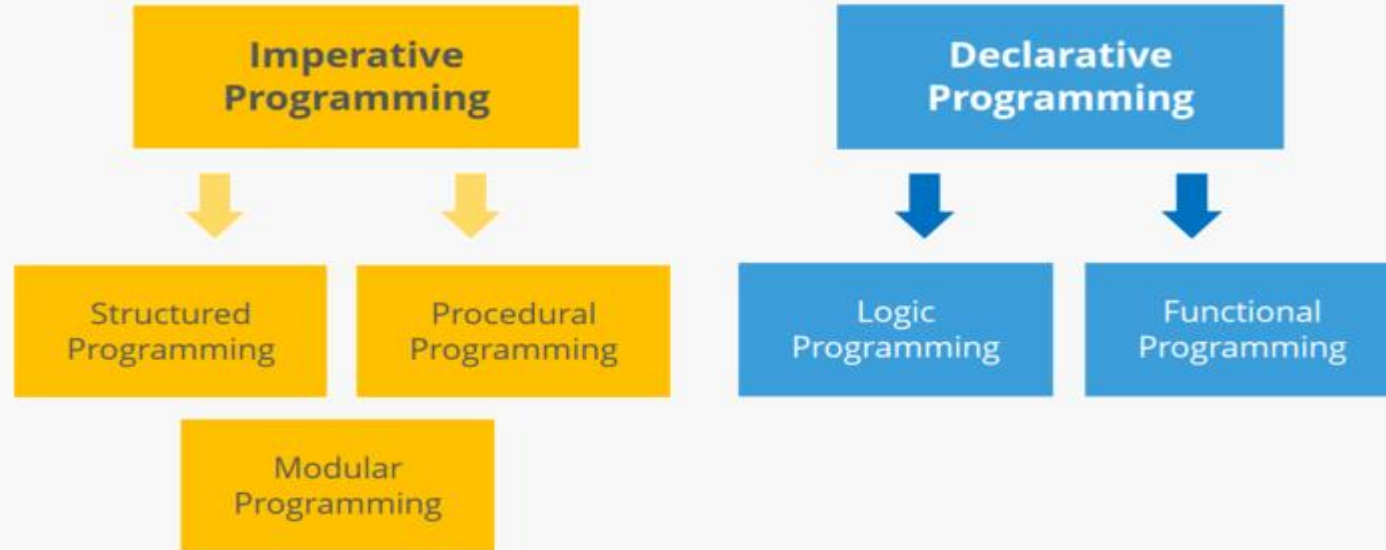 Imperative
Programming
Declarative
Programming
Structured
Programming
Procedural
Programming
Logic
Programming
Functional
Programming
Modular
Programming